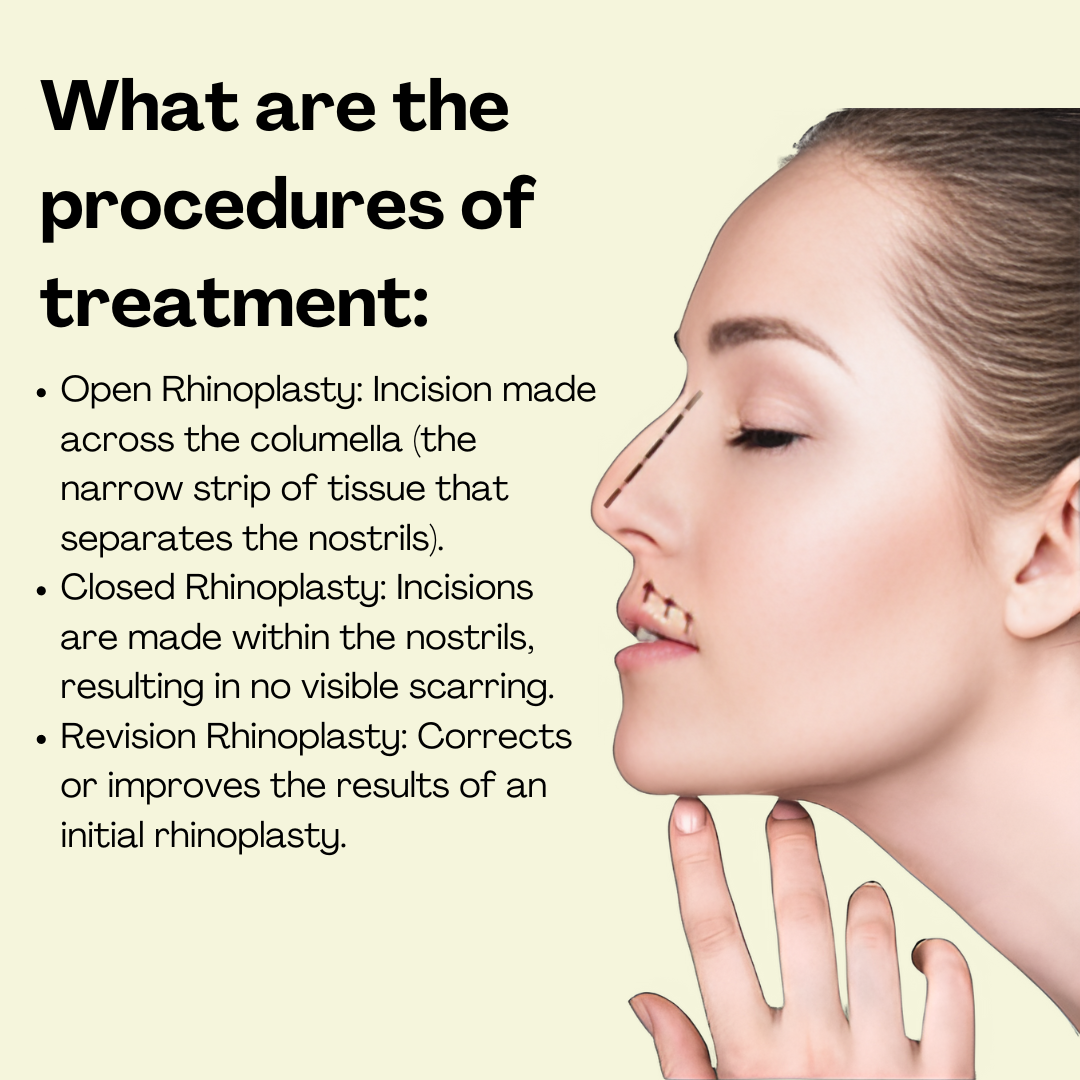 What are the
procedures of
treatment:
• Open Rhinoplasty: Incision made
across the columella (the
narrow strip of tissue that
separates the nostrils).
• Closed Rhinoplasty: Incisions
are made within the nostrils,
resulting in no visible scarring.
• Revision Rhinoplasty: Corrects
or improves the results of an
initial rhinoplasty.